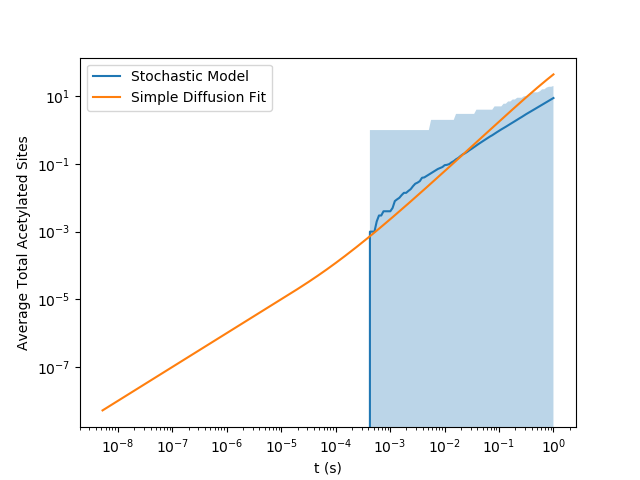 Stochastic Model
Simple Diffusion Fit
Average Total Acetylated Sites
10^1
10^-1
10^-3
10^-5
10^-7
10^-8 10^-7 10^-6 10^-5 10^-4 10^-3 10^-2 10^-1 10^0
t (s)